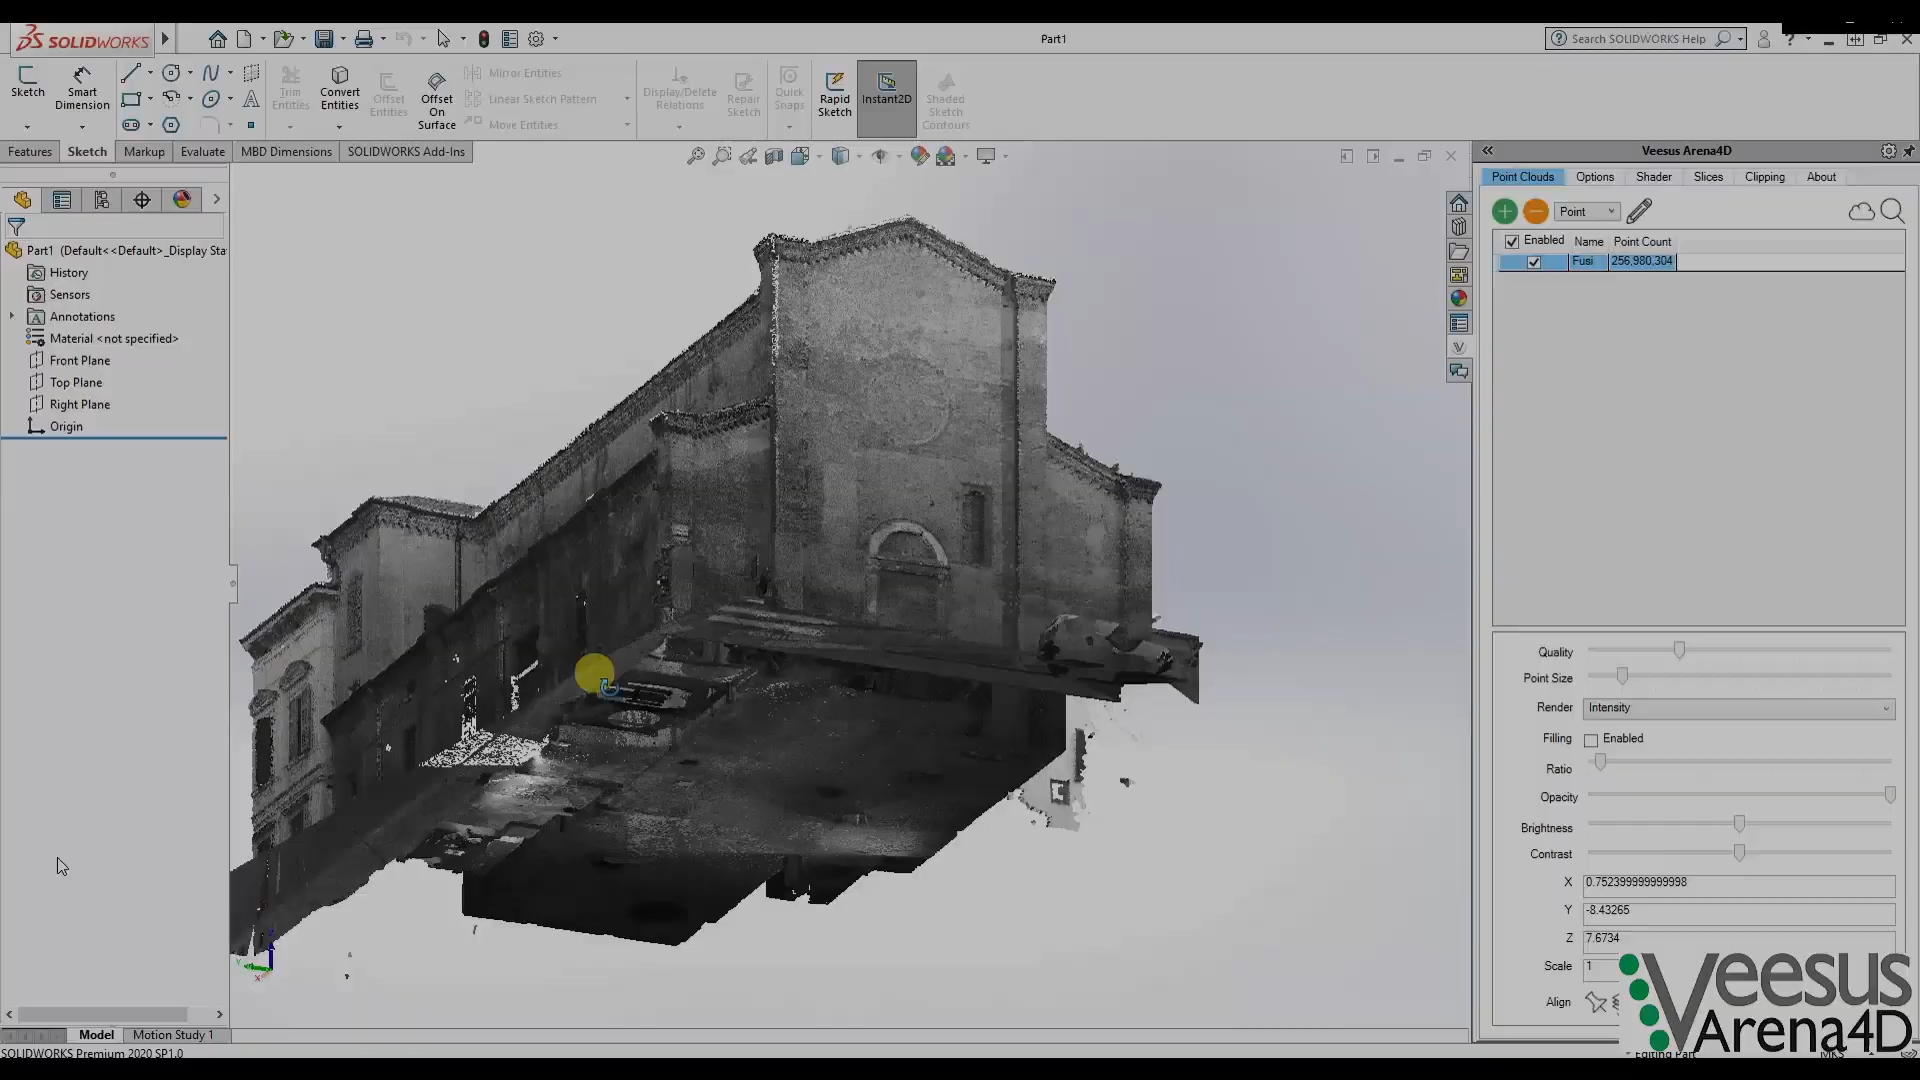 SOLIDWORKS
Part1
Search SOLIDWORKS Help
Sketch
Smart Dimension
Trim Entities
Convert Entities
Offset Entities
Offset On Surface
Mirror Entities
Linear Sketch Pattern
Move Entities
Display/Delete Relations
Repair Sketch
Quick Snaps
Rapid Sketch
Instant2D
Shaded Sketch Contours
Features
Sketch
Markup
Evaluate
MBD Dimensions
SOLIDWORKS Add-Ins
Part1 (Default<<Default>_Display Sta
History
Sensors
Annotations
Material <not specified>
Front Plane
Top Plane
Right Plane
Origin
Veesus Arena4D
Point Clouds
Options
Shader
Slices
Clipping
About
Point
Enabled Name Point Count
Fusi 256,980,304
Quality
Point Size
Render Intensity
Filling Enabled
Ratio
Opacity
Brightness
Contrast
X 0.752399999999998
Y -8.43265
Z 7.6734
Scale 1
Align
Veesus
Arena4D
Model
Motion Study 1
SOLIDWORKS Premium 2020 SP1.0
Editing Part
MKS